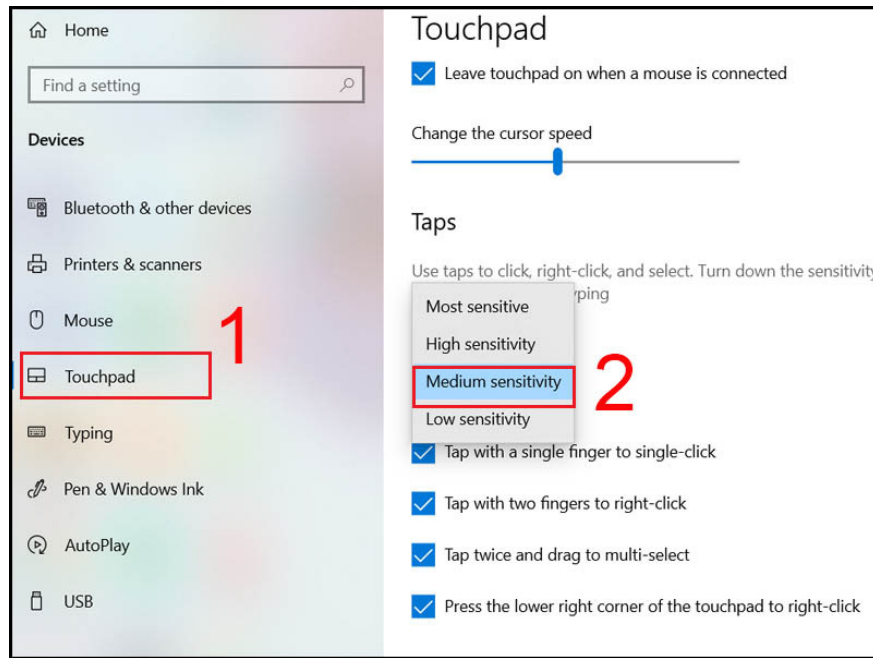 Home
Find a setting
Devices
Bluetooth & other devices
Printers & scanners
Mouse
1
Touchpad
Typing
Pen & Windows Ink
AutoPlay
USB
Touchpad
Leave touchpad on when a mouse is connected
Change the cursor speed
Taps
Use taps to click, right-click, and select. Turn down the sensitivity
Most sensitive
High sensitivity
Medium sensitivity
2
Low sensitivity
Tap with a single finger to single-click
Tap with two fingers to right-click
Tap twice and drag to multi-select
Press the lower right corner of the touchpad to right-click